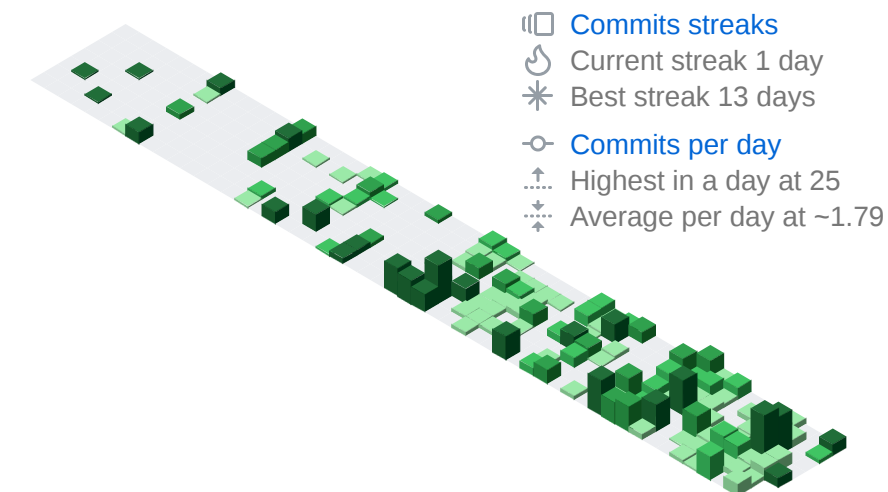 Commits streaks
Current streak 1 day
Best streak 13 days
Commits per day
Highest in a day at 25
Average per day at ~1.79